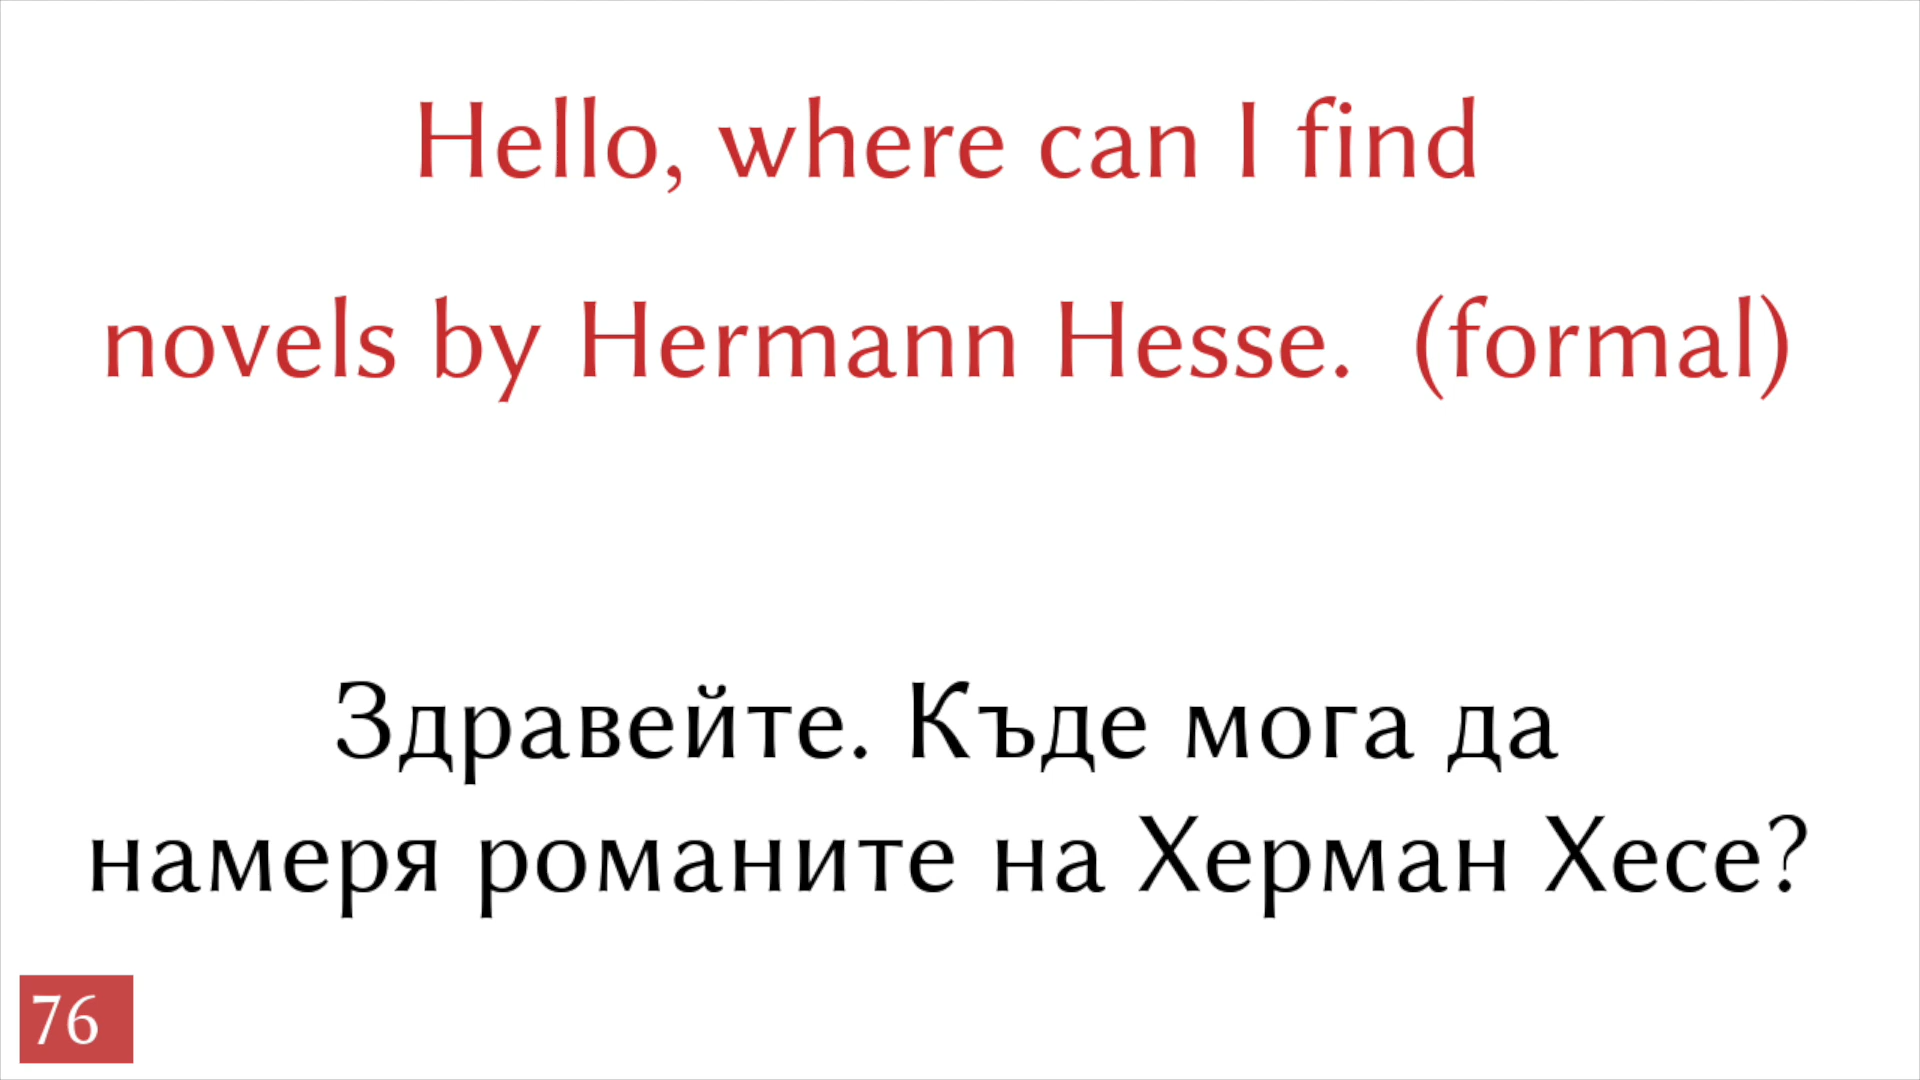 Hello, where can I find
novels by Hermann Hesse. (formal)
Здравейте. Къде мога да
намеря романите на Херман Хесе?
76